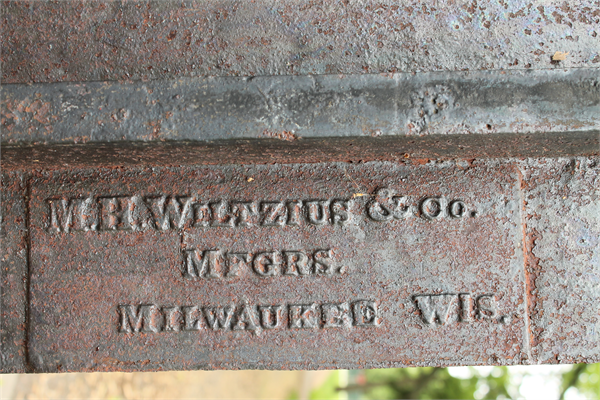 M.H. WILTZIUS & CO.
MFGRS.
MILWAUKEE WIS.